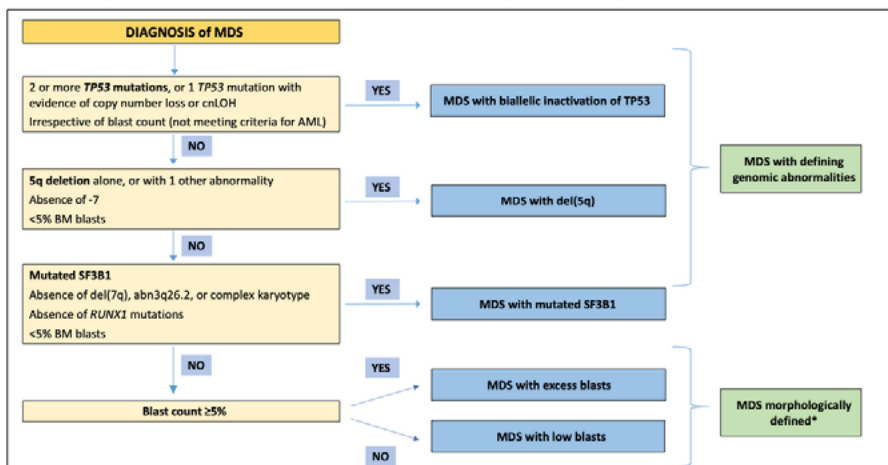 DIAGNOSIS of MDS
2 or more TP53 mutations, or 1 TP53 mutation with
evidence of copy number loss or cnLOH
Irrespective of blast count (not meeting criteria for AML)
YES
MDS with biallelic inactivation of TP53
NO
5q deletion alone, or with 1 other abnormality
Absence of -7
<5% BM blasts
YES
MDS with del(5q)
MDS with defining
genomic abnormalities
NO
Mutated SF3B1
Absence of del(7q), abn3q26.2, or complex karyotype
Absence of RUNX1 mutations
<5% BM blasts
YES
MDS with mutated SF3B1
NO
Blast count ≥5%
YES
MDS with excess blasts
NO
MDS with low blasts
MDS morphologically
defined*